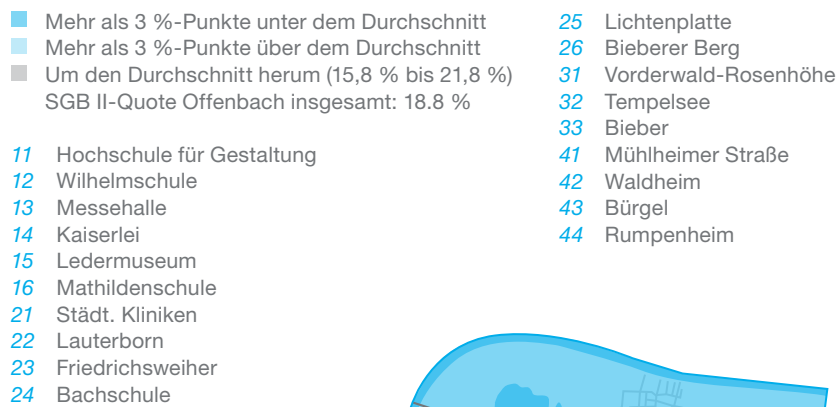 Mehr als 3 %-Punkte unter dem Durchschnitt
Mehr als 3 %-Punkte über dem Durchschnitt
Um den Durchschnitt herum (15,8 % bis 21,8 %)
SGB II-Quote Offenbach insgesamt: 18.8 %
11 Hochschule für Gestaltung
12 Wilhelmschule
13 Messehalle
14 Kaiserlei
15 Ledermuseum
16 Mathildenschule
21 Städt. Kliniken
22 Lauterborn
23 Friedrichsweiher
24 Bachschule
25 Lichtenplatte
26 Bieberer Berg
31 Vorderwald-Rosenhöhe
32 Tempelsee
33 Bieber
41 Mühlheimer Straße
42 Waldheim
43 Bürgel
44 Rumpenheim